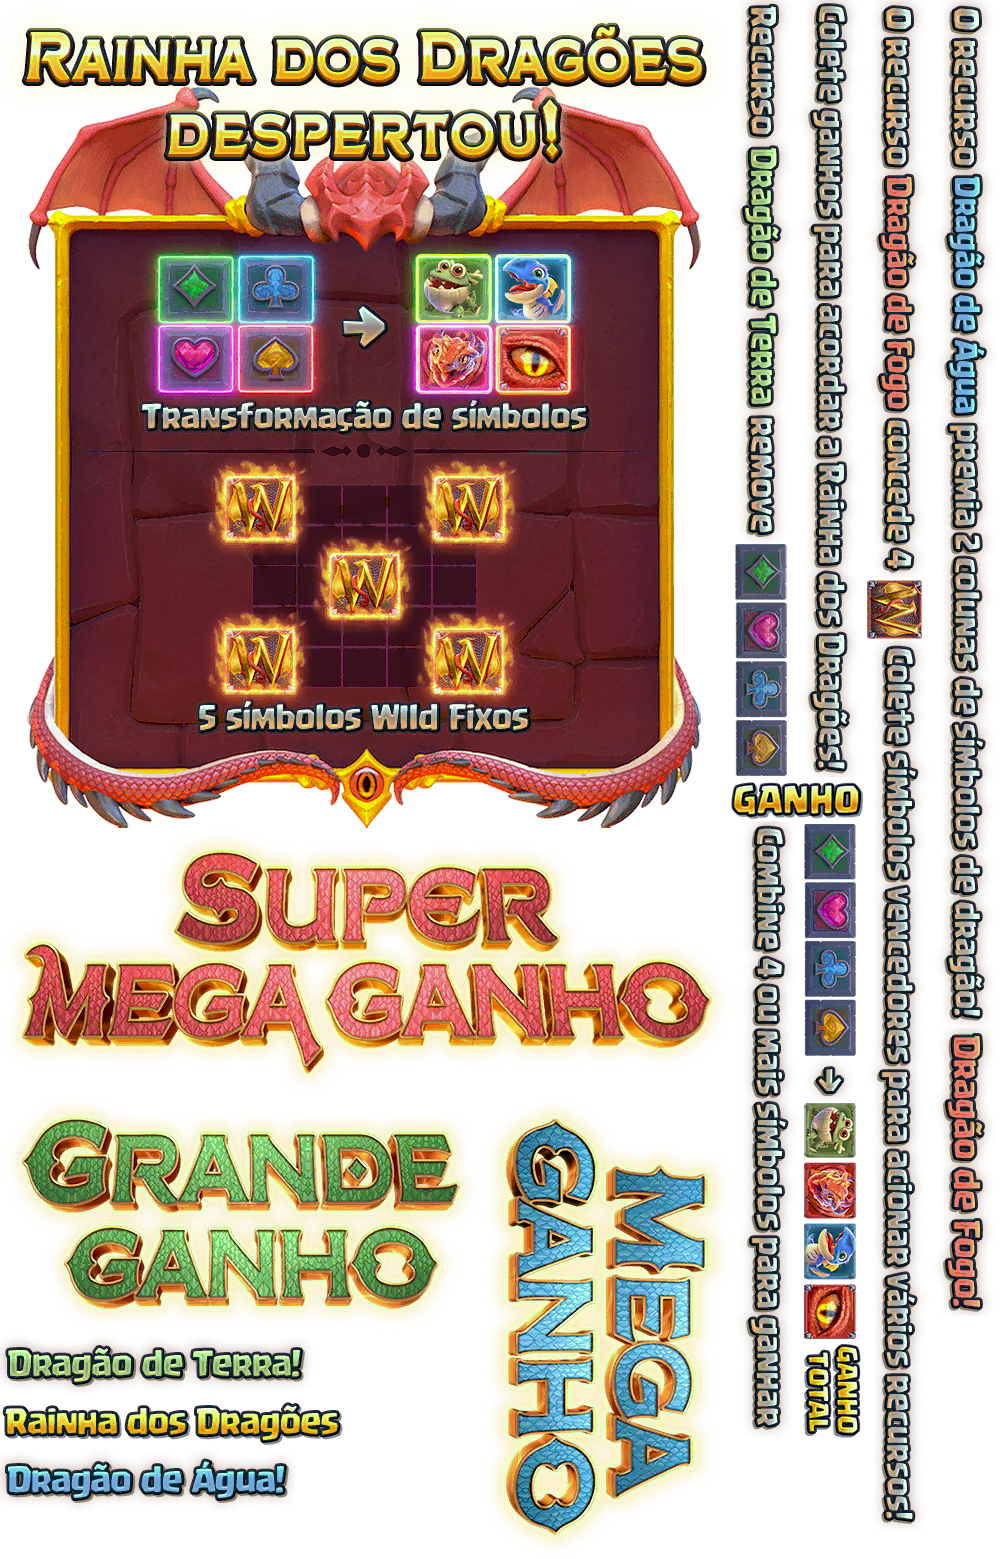 Rainha dos Dragões
despertou!
Transformação de símbolos
W W
W
W W
5 símbolos Wild Fixos
Super
Mega Ganho
Grande
Ganho
Mega
Ganho
Dragão de Terra!
Rainha dos Dragões
Dragão de Água!
O recurso Dragão de Água premia 2 colunas de símbolos de dragão!
Dragão de Fogo!
O recurso Dragão de Fogo concede 4 W Colete símbolos vencedores para acionar vários recursos!
Colete ganhos para acordar a Rainha dos Dragões!
Recurso Dragão de Terra remove
GANHO
Combine 4 ou mais símbolos para ganhar
GANHO
TOTAL